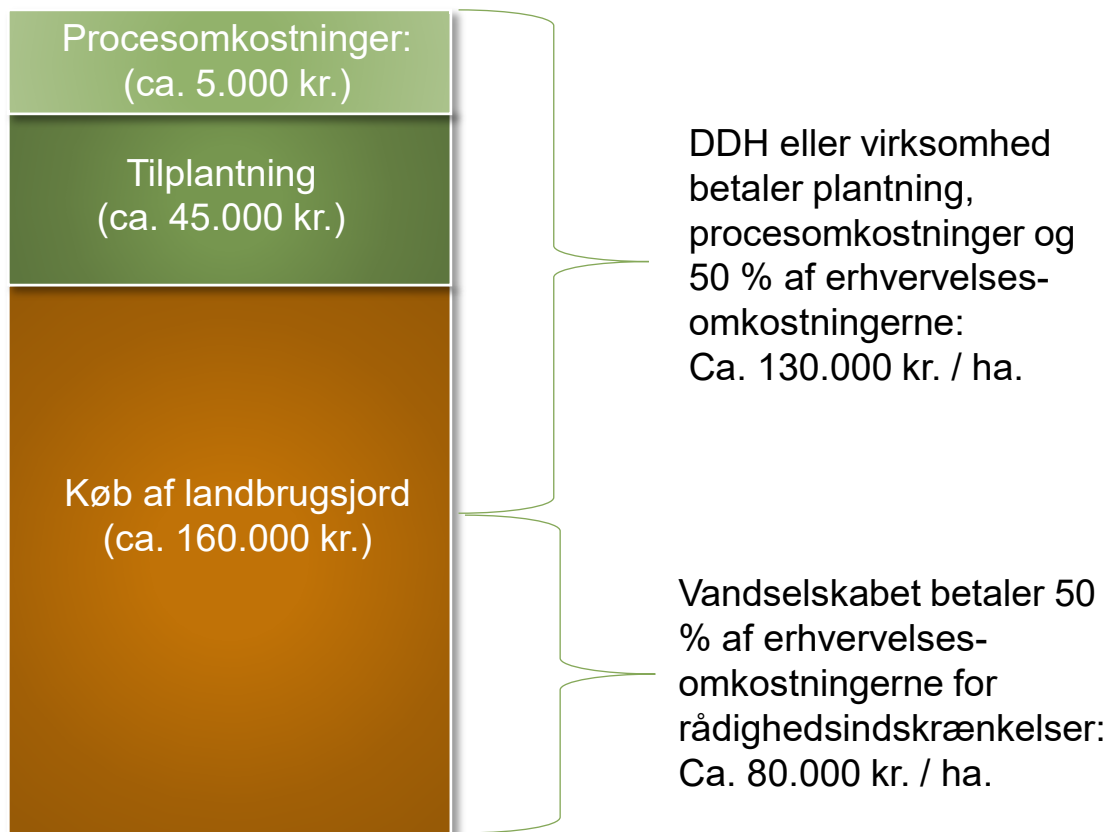 Procesomkostninger:
(ca. 5.000 kr.)
Tilplantning
(ca. 45.000 kr.)
Køb af landbrugsjord
(ca. 160.000 kr.)
DDH eller virksomhed
betaler plantning,
procesomkostninger og
50 % af erhvervelses-
omkostningerne:
Ca. 130.000 kr. / ha.
Vandselskabet betaler 50
% af erhvervelses-
omkostningerne for
rådighedsindskrænkelser:
Ca. 80.000 kr. / ha.